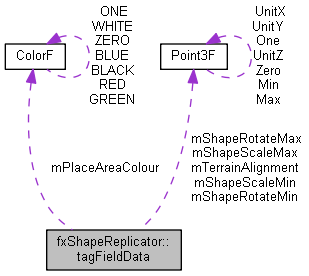 ONE
WHITE
ZERO
BLUE
BLACK
RED
GREEN
UnitX
UnitY
One
UnitZ
Zero
Min
Max
ColorF
Point3F
mPlaceAreaColour
mShapeRotateMax
mShapeScaleMax
mTerrainAlignment
mShapeScaleMin
mShapeRotateMin
fxShapeReplicator::
tagFieldData